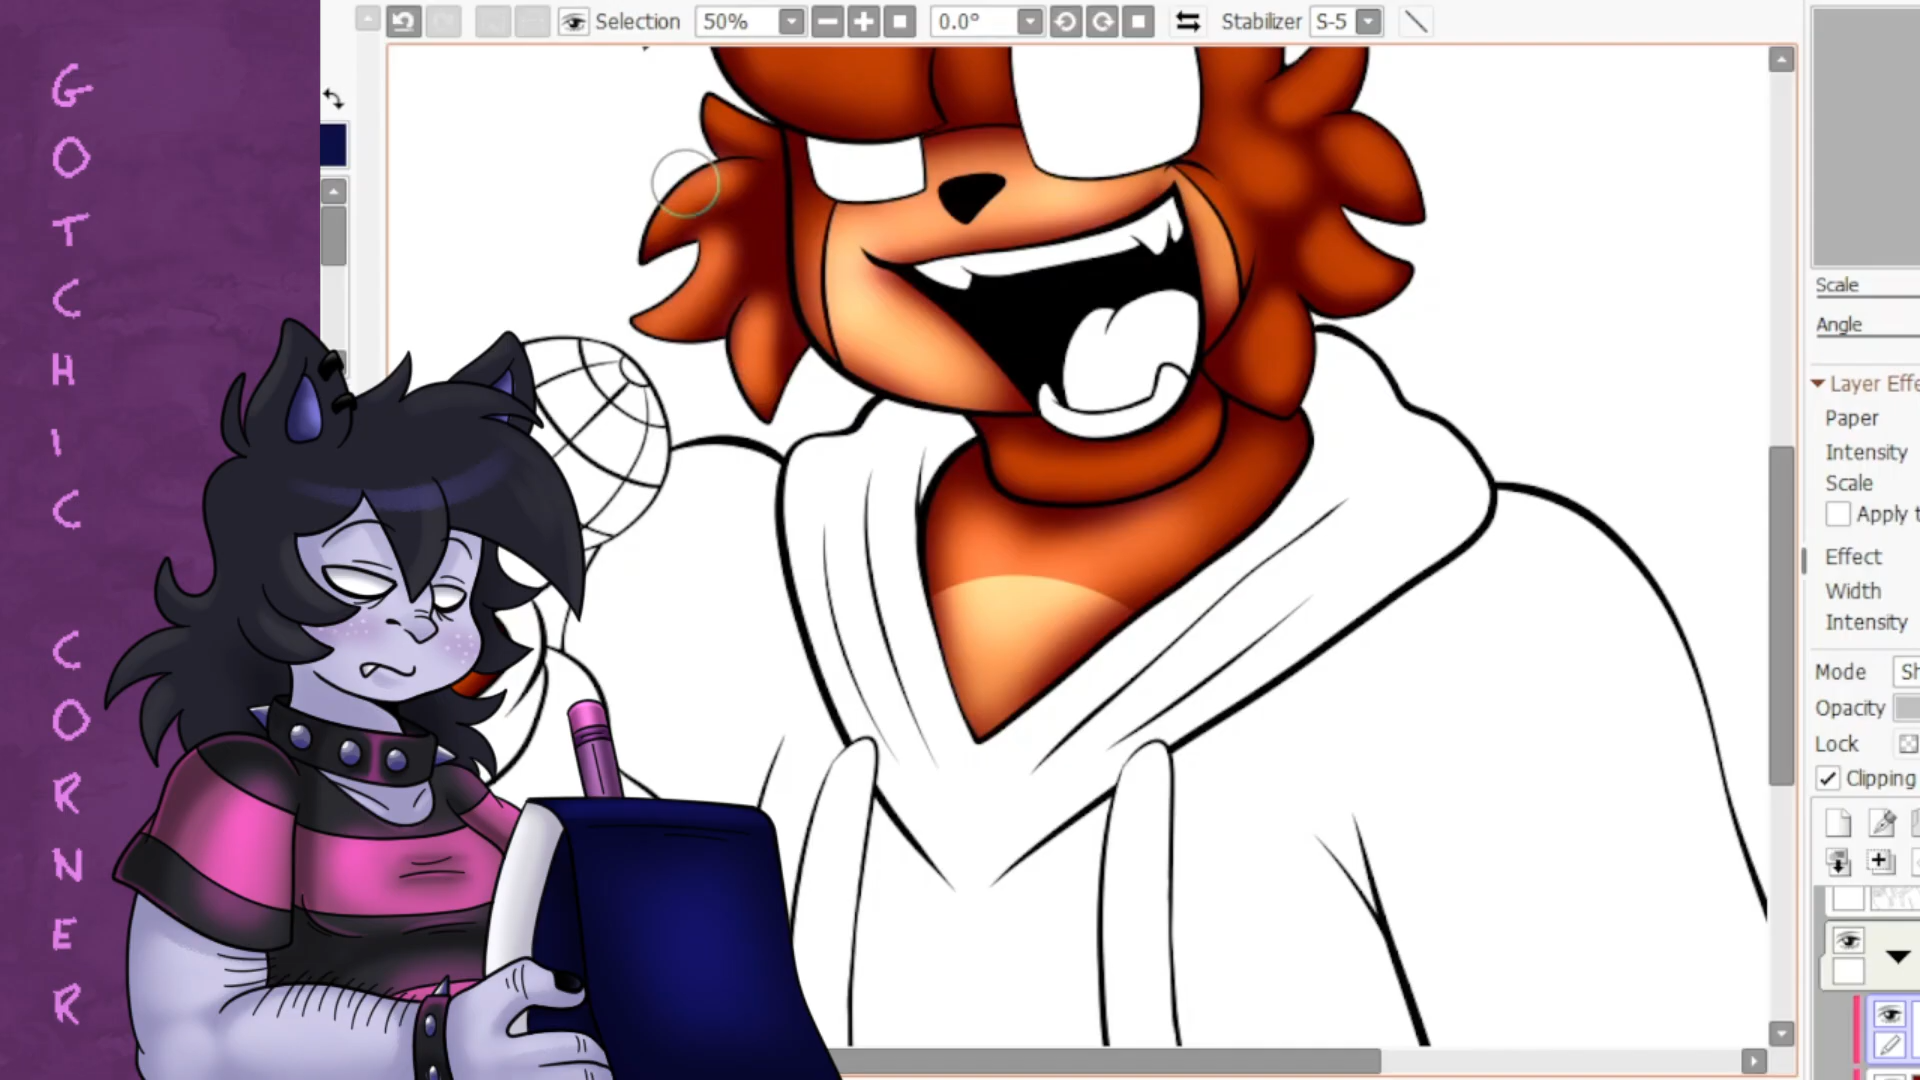 GOTHIC CORNER
Selection 50% 0.0° Stabilizer S-5
Scale
Angle
Layer Effe
Paper
Intensity
Scale
Apply t
Effect
Width
Intensity
Mode Sh
Opacity
Lock
Clipping